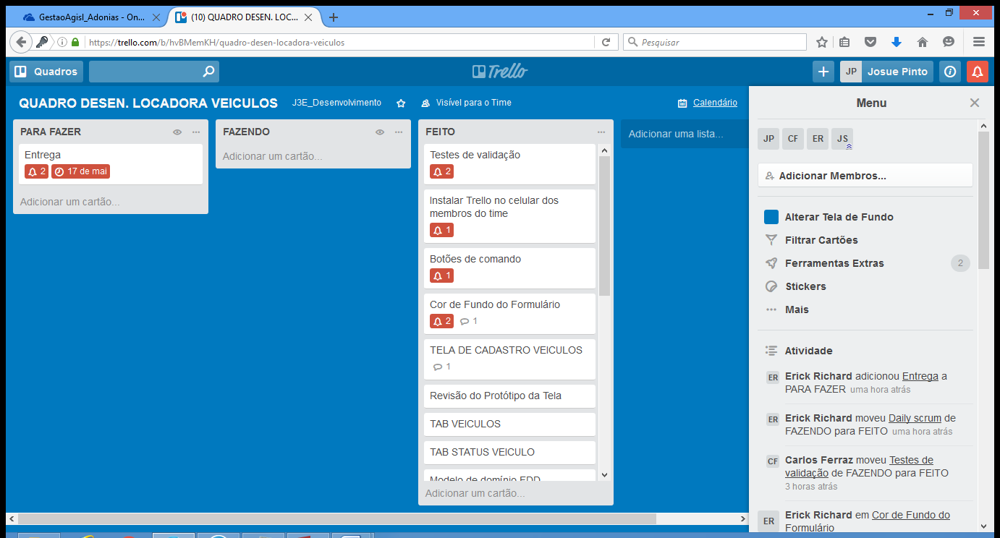 GestaoAgisl_Adonias - On...
(10) QUADRO DESEN. LOC...
https://trello.com/b/hvBMemKH/quadro-desen-locadora-veiculos
Pesquisar
Quadros
Trello
JP
Josue Pinto
QUADRO DESEN. LOCADORA VEICULOS
J3E_Desenvolvimento
Visível para o Time
Calendário
PARA FAZER
Entrega
2
17 de mai
Adicionar um cartão...
FAZENDO
Adicionar um cartão...
FEITO
Testes de validação
2
Instalar Trello no celular dos
membros do time
1
Botões de comando
1
Cor de Fundo do Formulário
2 1
TELA DE CADASTRO VEICULOS
1
Revisão do Protótipo da Tela
TAB VEICULOS
TAB STATUS VEICULO
Modelo de domínio EDD
Adicionar um cartão...
Adicionar uma lista...
Menu
JP CF ER JS
Adicionar Membros...
Alterar Tela de Fundo
Filtrar Cartões
Ferramentas Extras 2
Stickers
Mais
Atividade
ER Erick Richard adicionou Entrega a
PARA FAZER uma hora atrás
ER Erick Richard moveu Daily scrum de
FAZENDO para FEITO uma hora atrás
CF Carlos Ferraz moveu Testes de
validação de FAZENDO para FEITO
3 horas atrás
ER Erick Richard em Cor de Fundo do
Formulário